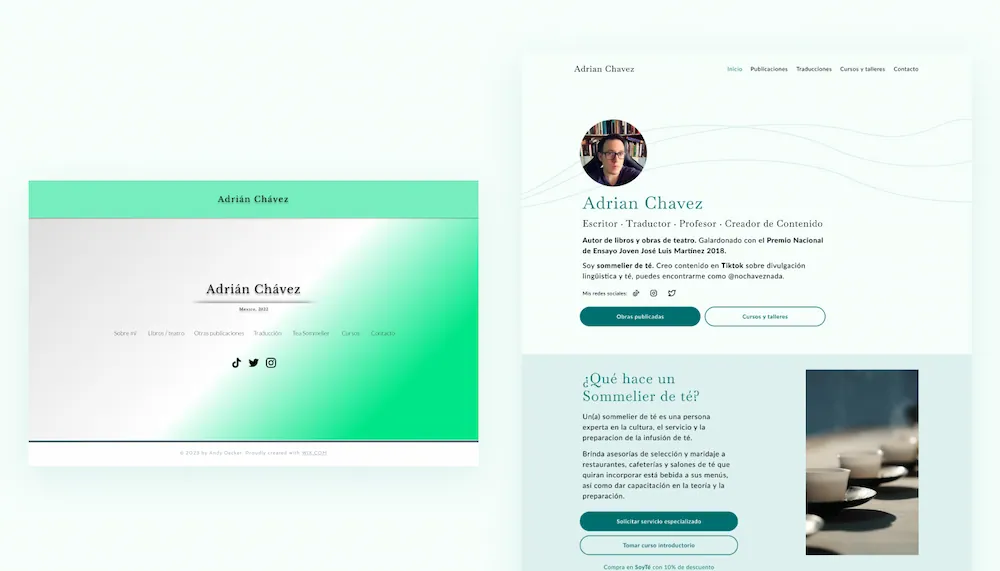 Adrián Chávez
Adrián Chávez
México, 2023
Sobre mí Libros / teatro Otras publicaciones Traducción Tea Sommelier Cursos Contacto
© 2023 by Andy Decker. Proudly created with WIX.COM
Adrian Chavez
Inicio Publicaciones Traducciones Cursos y talleres Contacto
Adrian Chavez
Escritor · Traductor · Profesor · Creador de Contenido
Autor de libros y obras de teatro. Galardonado con el Premio Nacional
de Ensayo Joven José Luis Martínez 2018.
Soy sommelier de té. Creo contenido en Tiktok sobre divulgación
lingüística y té, puedes encontrarme como @nochaveznada.
Mis redes sociales:
Obras publicadas
Cursos y talleres
¿Qué hace un
Sommelier de té?
Un(a) sommelier de té es una persona
experta en la cultura, el servicio y la
preparacion de la infusión de té.
Brinda asesorías de selección y maridaje a
restaurantes, cafeterías y salones de té que
quiran incorporar está bebida a sus menús,
asi como dar capacitación en la teoría y la
preparación.
Solicitar servicio especializado
Tomar curso introductorio
Compra en SoyTé con 10% de descuento